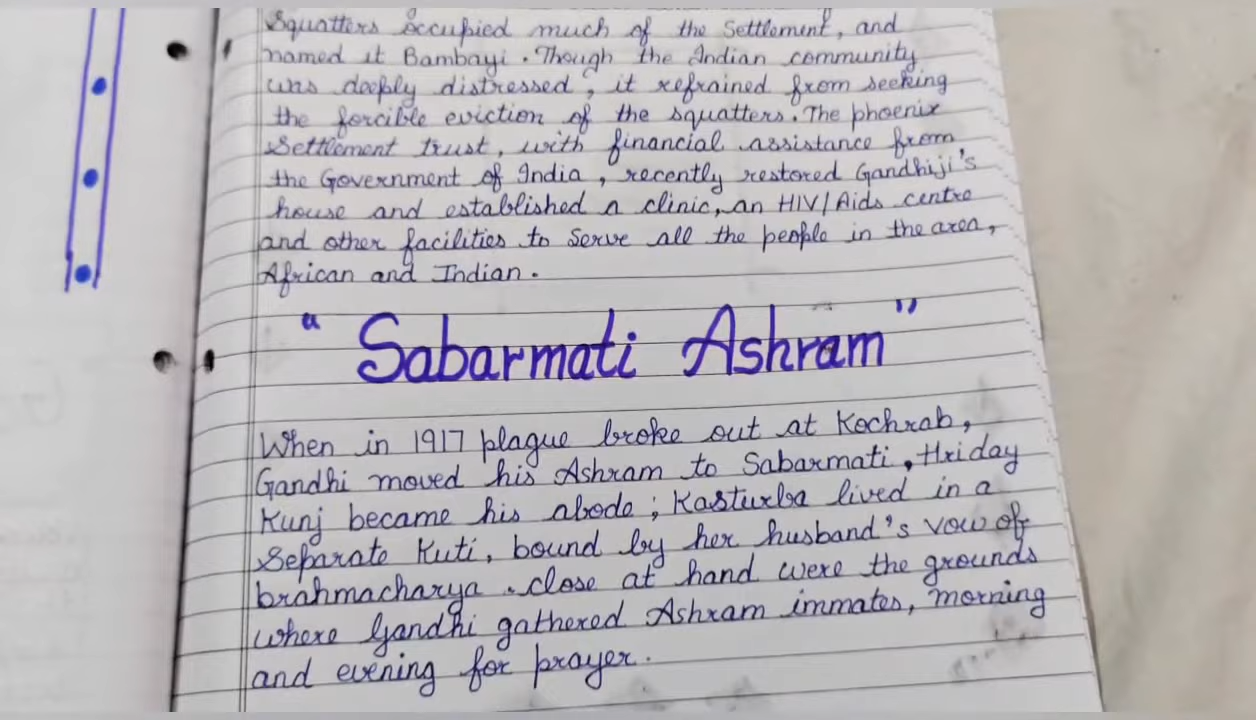 Squatters occupied much of the Settlement, and
named it Bambayi. Though the Indian community
was deeply distressed, it refrained from seeking
the forcible eviction of the squatters. The phoenix
Settlement trust, with financial assistance from
the Government of India, recently restored Gandhiji's
house and established a clinic, an HIV/Aids centre
and other facilities to Serve all the people in the area,
African and Indian.
"Sabarmati Ashram"
When in 1917 plague broke out at Kochrab,
Gandhi moved his Ashram to Sabarmati, Hriday
Kunj became his abode; Kasturba lived in a
Separate Kuti, bound by her husband's vow of
brahmacharya. close at hand were the grounds
where Gandhi gathered Ashram immates, morning
and evening for prayer.